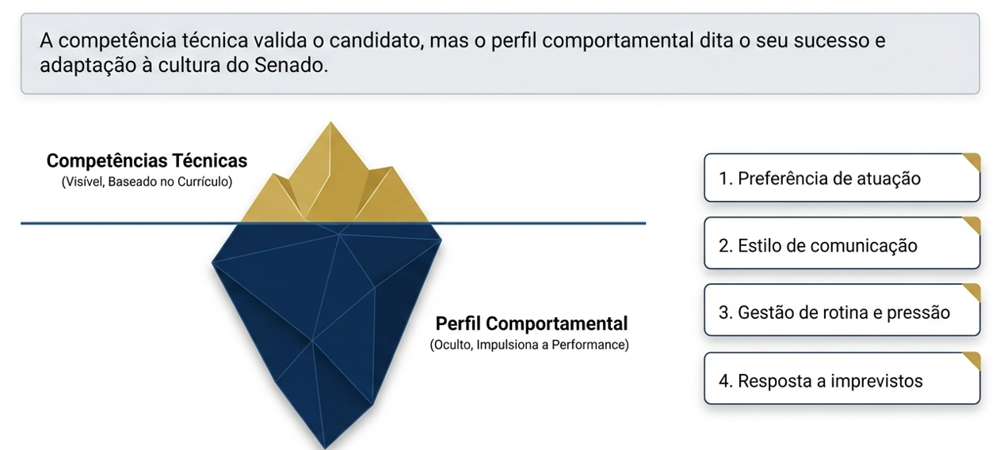 A competência técnica valida o candidato, mas o perfil comportamental dita o seu sucesso e
adaptação à cultura do Senado.
Competências Técnicas
(Visível, Baseado no Currículo)
Perfil Comportamental
(Oculto, Impulsiona a Performance)
1. Preferência de atuação
2. Estilo de comunicação
3. Gestão de rotina e pressão
4. Resposta a imprevistos